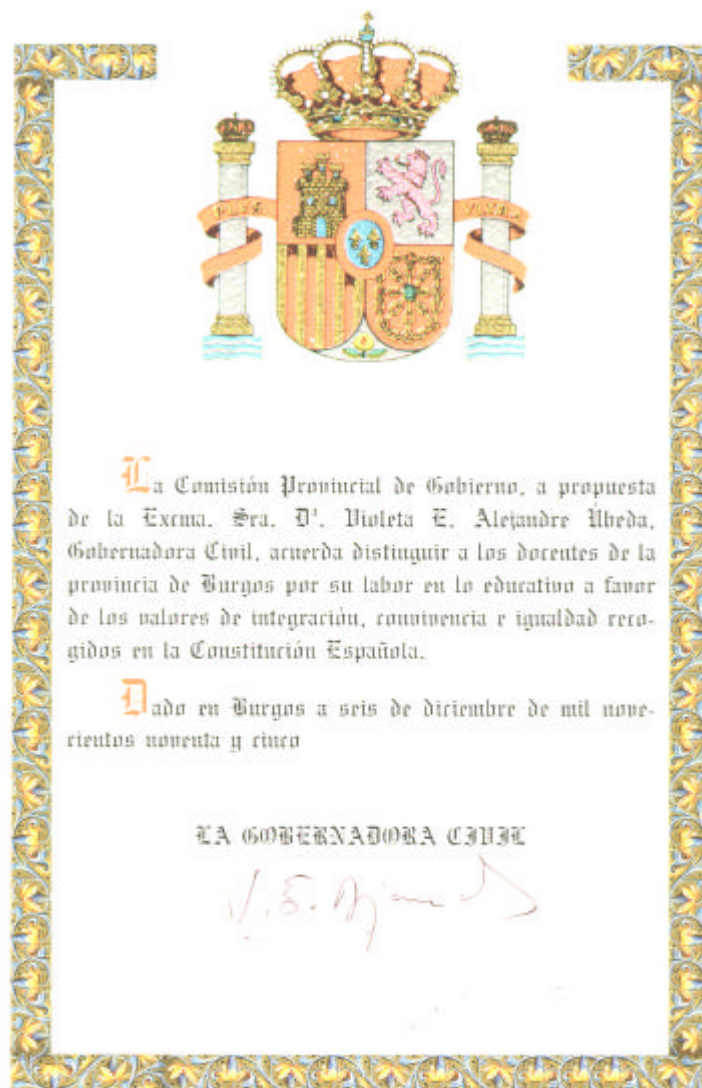 PLUS VLTRA
La Comisión Provincial de Gobierno, a propuesta
de la Excma. Sra. Dª. Violeta E. Alejandre Úbeda,
Gobernadora Civil, acuerda distinguir a los docentes de la
provincia de Burgos por su labor en lo educativo a favor
de los valores de integración, convivencia e igualdad reco-
gidos en la Constitución Española.
Dado en Burgos a seis de diciembre de mil nove-
cientos noventa y cinco
LA GOBERNADORA CIVIL
V. E. Alejandre